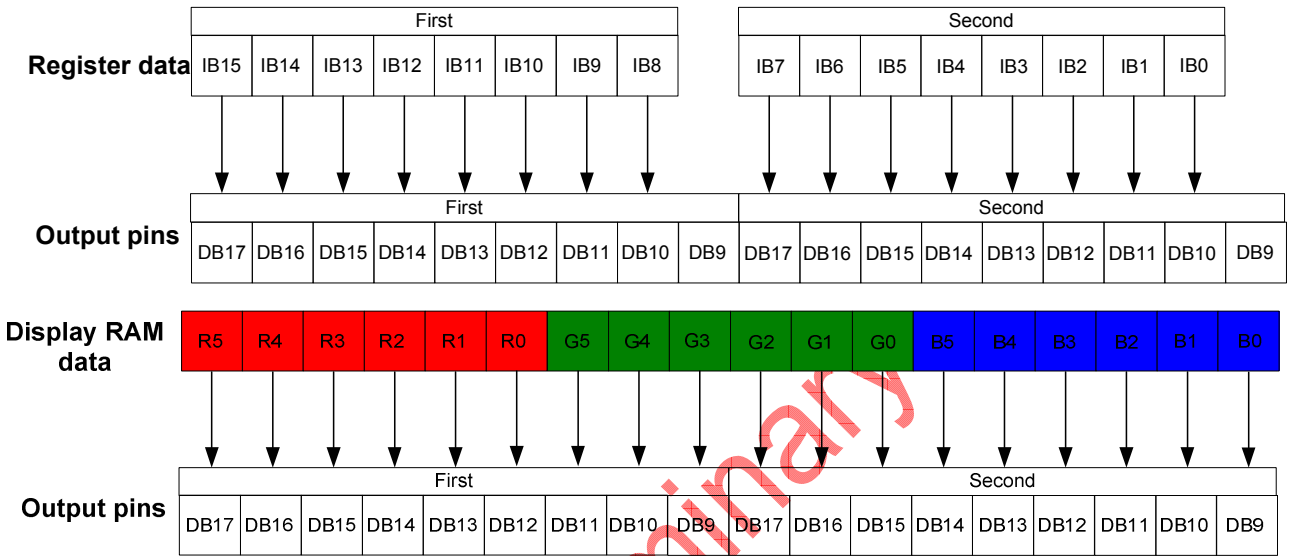 First Second
Register data IB15 IB14 IB13 IB12 IB11 IB10 IB9 IB8 IB7 IB6 IB5 IB4 IB3 IB2 IB1 IB0
First Second
Output pins DB17 DB16 DB15 DB14 DB13 DB12 DB11 DB10 DB9 DB17 DB16 DB15 DB14 DB13 DB12 DB11 DB10 DB9
Display RAM
data
R5 R4 R3 R2 R1 R0 G5 G4 G3 G2 G1 G0 B5 B4 B3 B2 B1 B0
First Second
Output pins DB17 DB16 DB15 DB14 DB13 DB12 DB11 DB10 DB9 DB17 DB16 DB15 DB14 DB13 DB12 DB11 DB10 DB9
minary